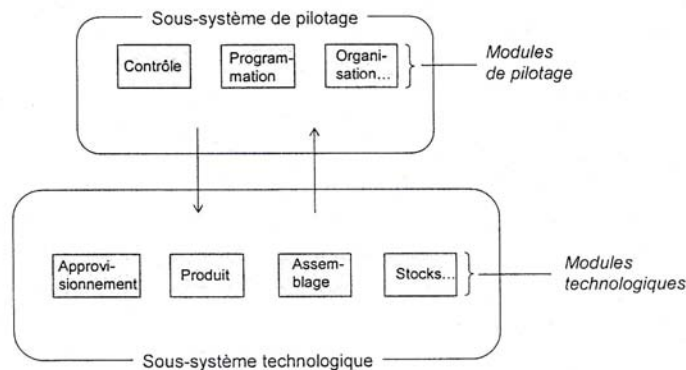 Sous-système de pilotage
Contrôle
Program-
mation
Organi-
sation...
Modules
de pilotage
Approvi-
sionnement
Produit
Assem-
blage
Stocks...
Modules
technologiques
Sous-système technologique